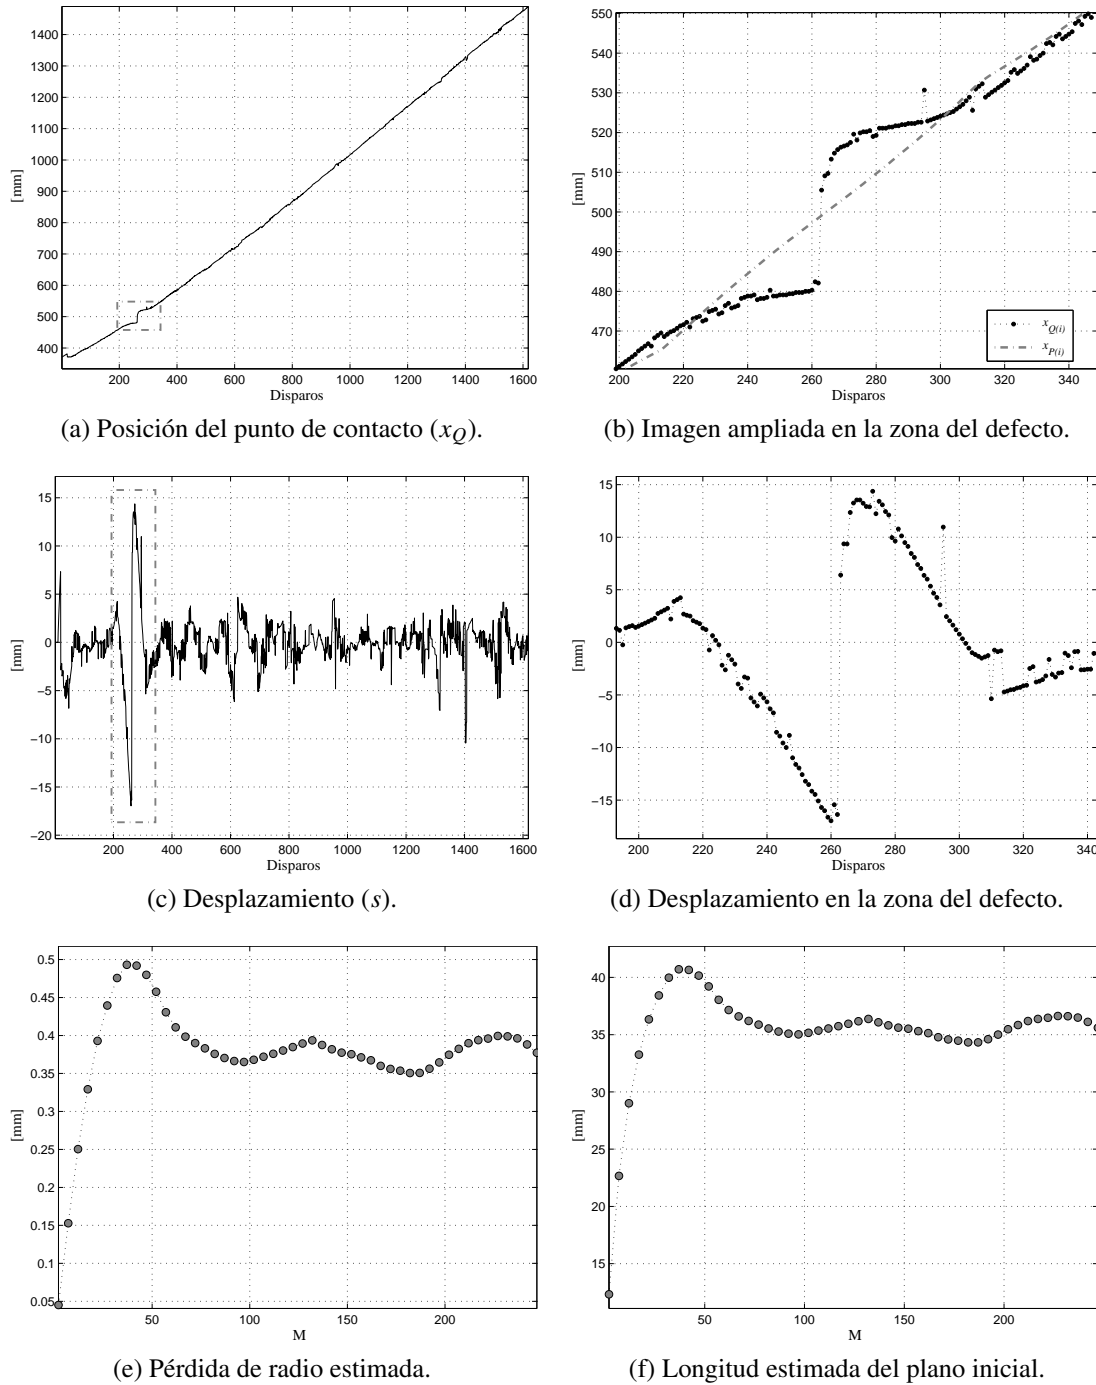 1400
1300
1200
1100
1000
900
800
700
600
500
400
[mm]
200 400 600 800 1000 1200 1400 1600
Disparos
(a) Posición del punto de contacto (x_Q).
550
540
530
520
510
500
490
480
470
[mm]
x_Q(i)
x_P(i)
200 220 240 260 280 300 320 340
Disparos
(b) Imagen ampliada en la zona del defecto.
15
10
5
0
−5
−10
−15
−20
[mm]
200 400 600 800 1000 1200 1400 1600
Disparos
(c) Desplazamiento (s).
15
10
5
0
−5
−10
−15
[mm]
200 220 240 260 280 300 320 340
Disparos
(d) Desplazamiento en la zona del defecto.
0.5
0.45
0.4
0.35
0.3
0.25
0.2
0.15
0.1
0.05
[mm]
50 100 150 200
M
(e) Pérdida de radio estimada.
40
35
30
25
20
15
[mm]
50 100 150 200
M
(f) Longitud estimada del plano inicial.